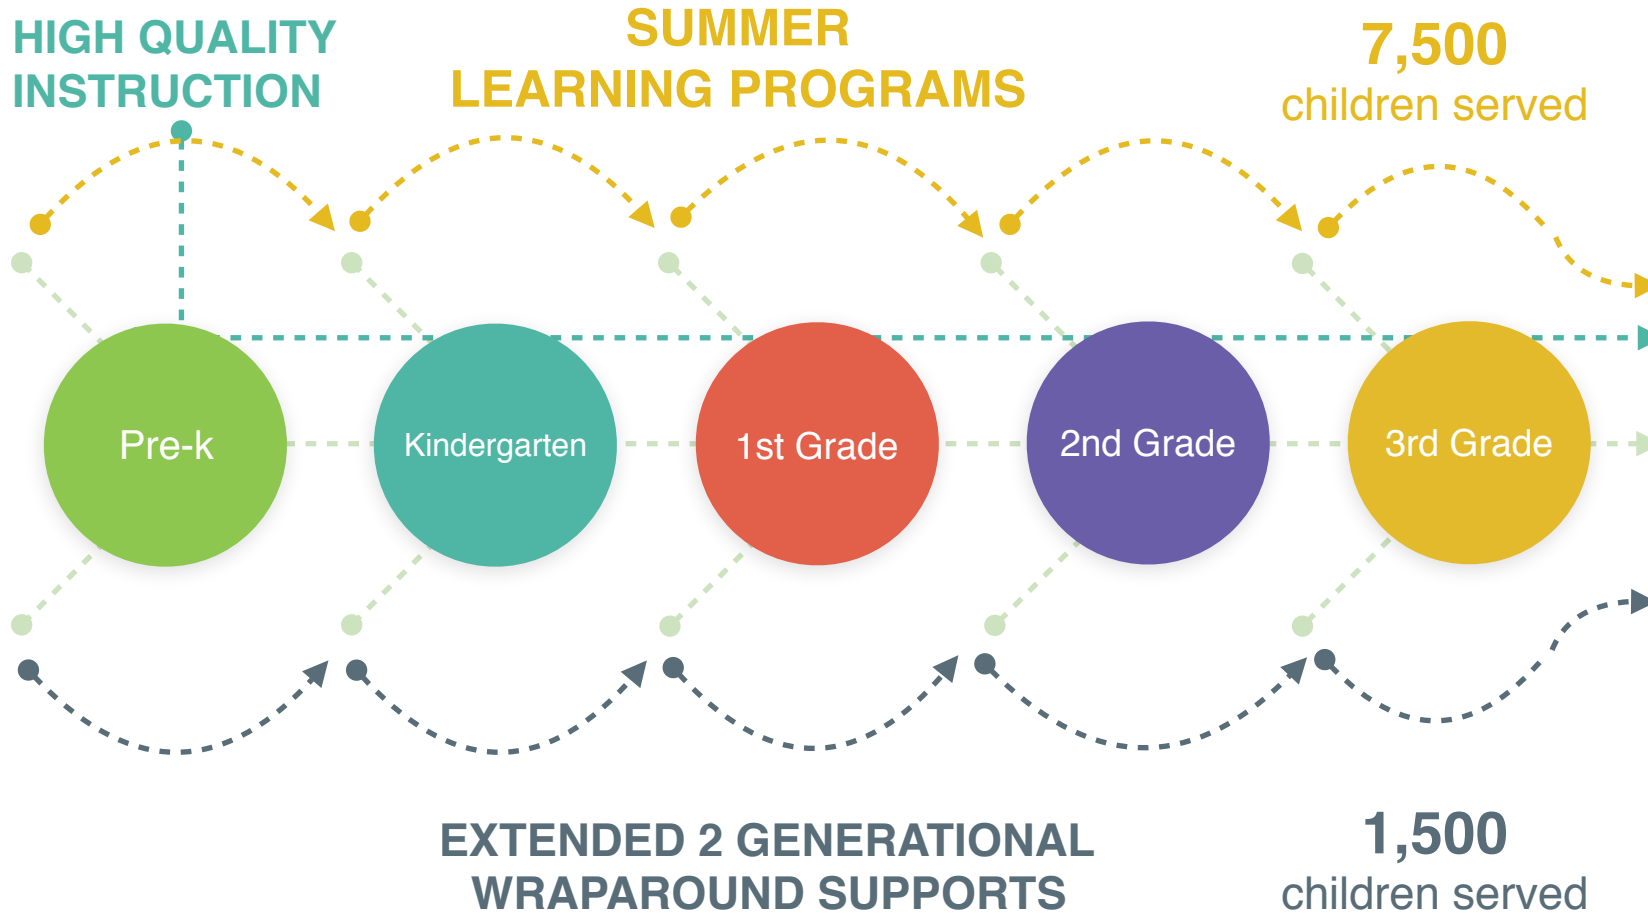 HIGH QUALITY
INSTRUCTION
SUMMER
LEARNING PROGRAMS
7,500
children served
Pre-k
Kindergarten
1st Grade
2nd Grade
3rd Grade
EXTENDED 2 GENERATIONAL
WRAPAROUND SUPPORTS
1,500
children served